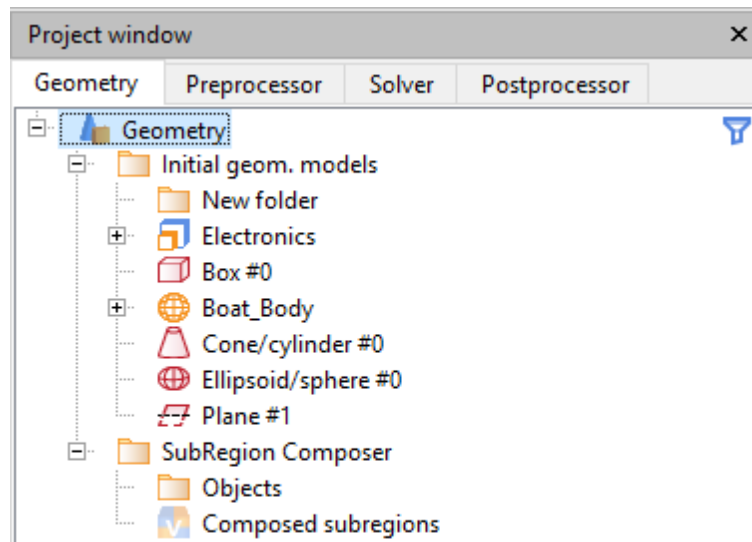 Project window
Geometry Preprocessor Solver Postprocessor
Geometry
Initial geom. models
New folder
Electronics
Box #0
Boat_Body
Cone/cylinder #0
Ellipsoid/sphere #0
Plane #1
SubRegion Composer
Objects
Composed subregions